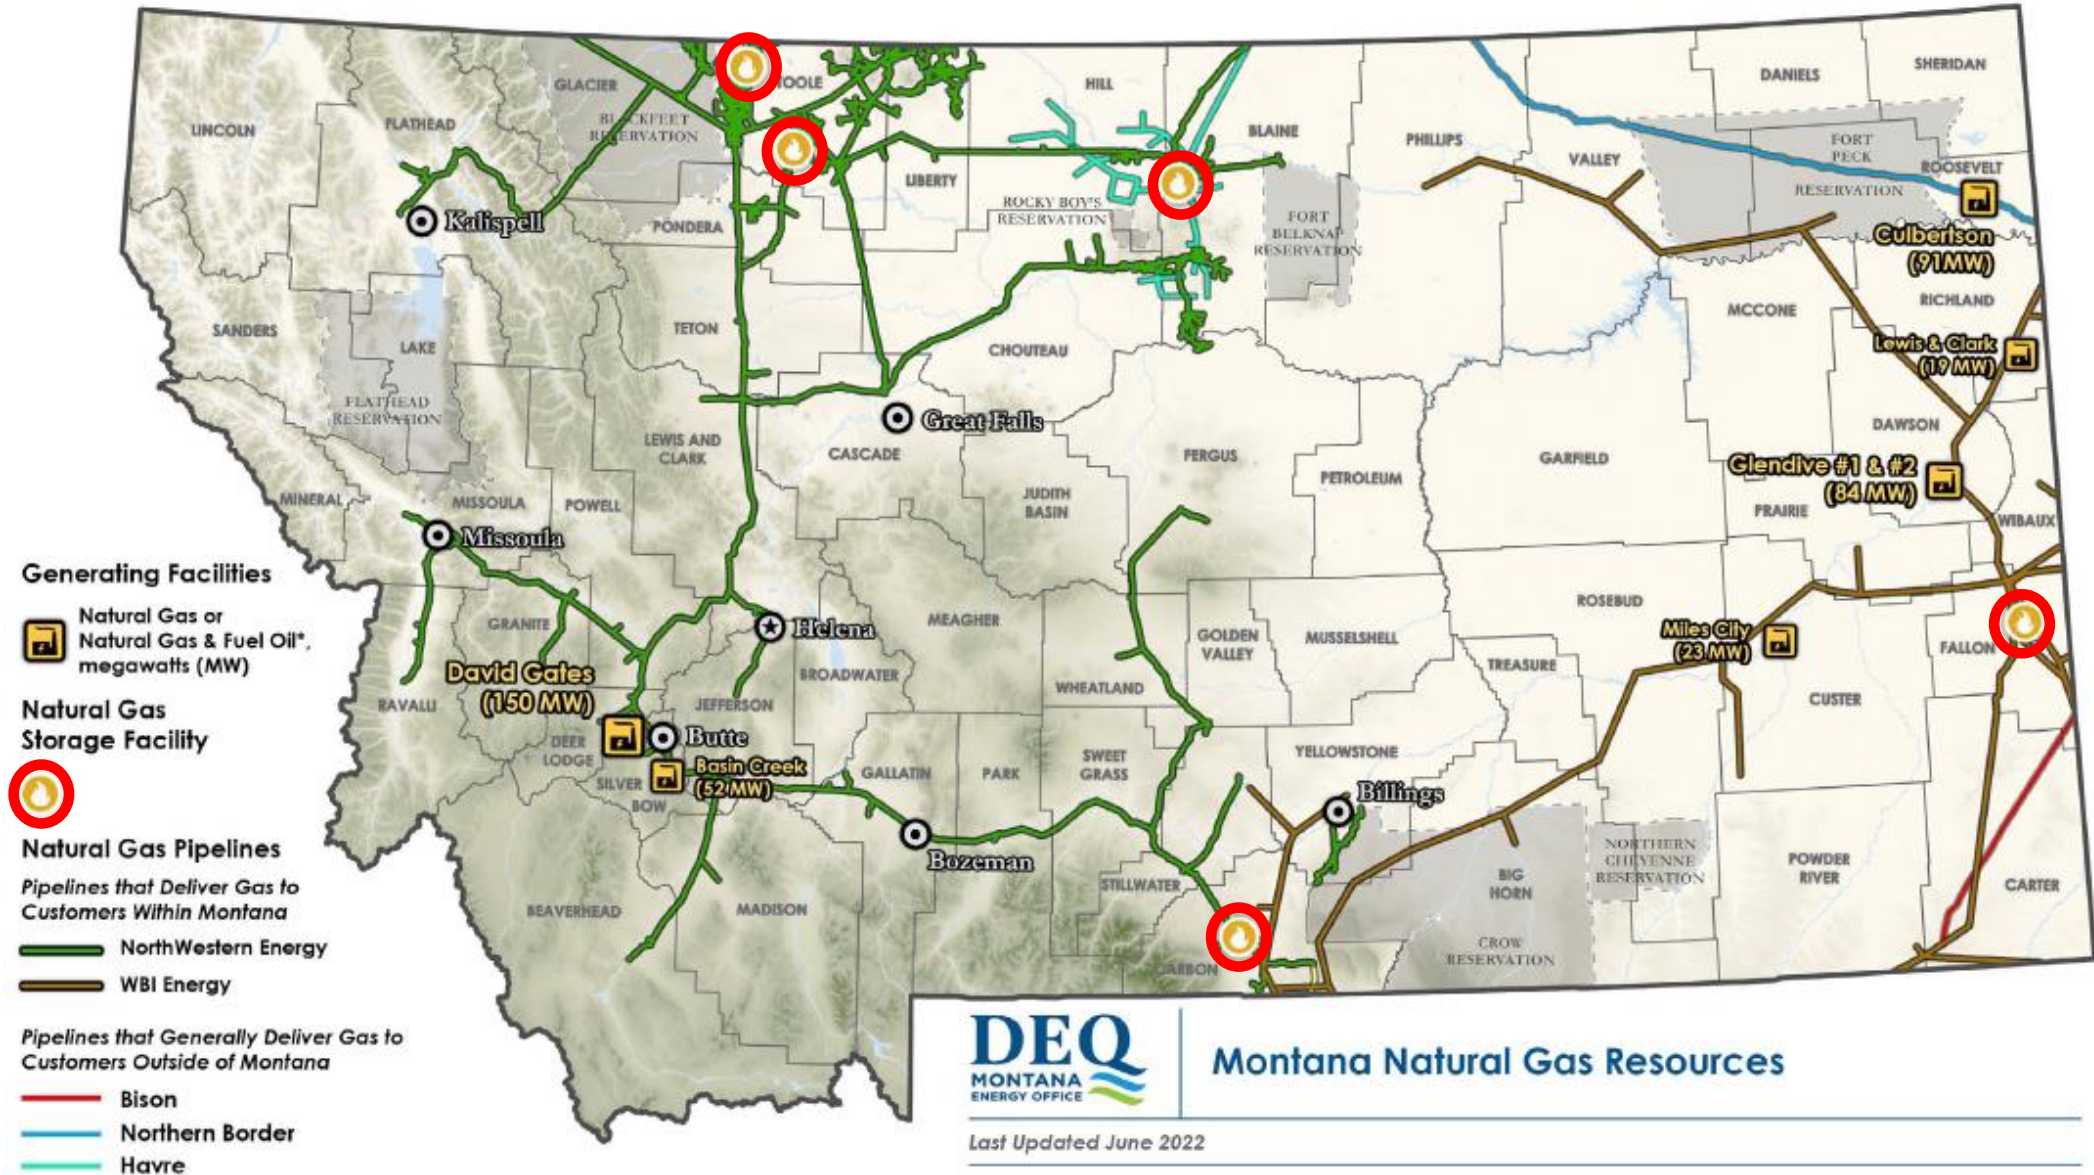 GLACIER
TOOLE
HILL
DANIELS
SHERIDAN
LINCOLN
FLATHEAD
BLACKFEET
RESERVATION
BLAINE
PHILLIPS
VALLEY
FORT
PECK
RESERVATION
ROOSEVELT
LIBERTY
ROCKY BOY'S
RESERVATION
Kalispell
PONDERA
FORT
BELKNAP
RESERVATION
Culbertson
(91MW)
SANDERS
LAKE
TETON
CHOUTEAU
MCCONE
RICHLAND
Lewis & Clark
(19 MW)
FLATHEAD
RESERVATION
Great Falls
LEWIS AND
CLARK
CASCADE
FERGUS
PETROLEUM
GARFIELD
DAWSON
Glendive #1 & #2
(84 MW)
MINERAL
MISSOULA
POWELL
JUDITH
BASIN
PRAIRIE
WIBAUX
Missoula
GRANITE
Helena
MEAGHER
GOLDEN
VALLEY
MUSSELSHELL
ROSEBUD
TREASURE
Miles City
(23 MW)
FALLON
David Gates
(150 MW)
RAVALLI
JEFFERSON
BROADWATER
WHEATLAND
CUSTER
DEER
LODGE
Butte
SILVER
BOW
Basin Creek
(52 MW)
GALLATIN
PARK
SWEET
GRASS
YELLOWSTONE
Billings
Bozeman
STILLWATER
BEAVERHEAD
MADISON
CARBON
BIG
HORN
CROW
RESERVATION
NORTHERN
CHEYENNE
RESERVATION
POWDER
RIVER
CARTER
Generating Facilities
Natural Gas or
Natural Gas & Fuel Oil*,
megawatts (MW)
Natural Gas
Storage Facility
Natural Gas Pipelines
Pipelines that Deliver Gas to
Customers Within Montana
NorthWestern Energy
WBI Energy
Pipelines that Generally Deliver Gas to
Customers Outside of Montana
Bison
Northern Border
Havre
DEQ
MONTANA
ENERGY OFFICE
Montana Natural Gas Resources
Last Updated June 2022